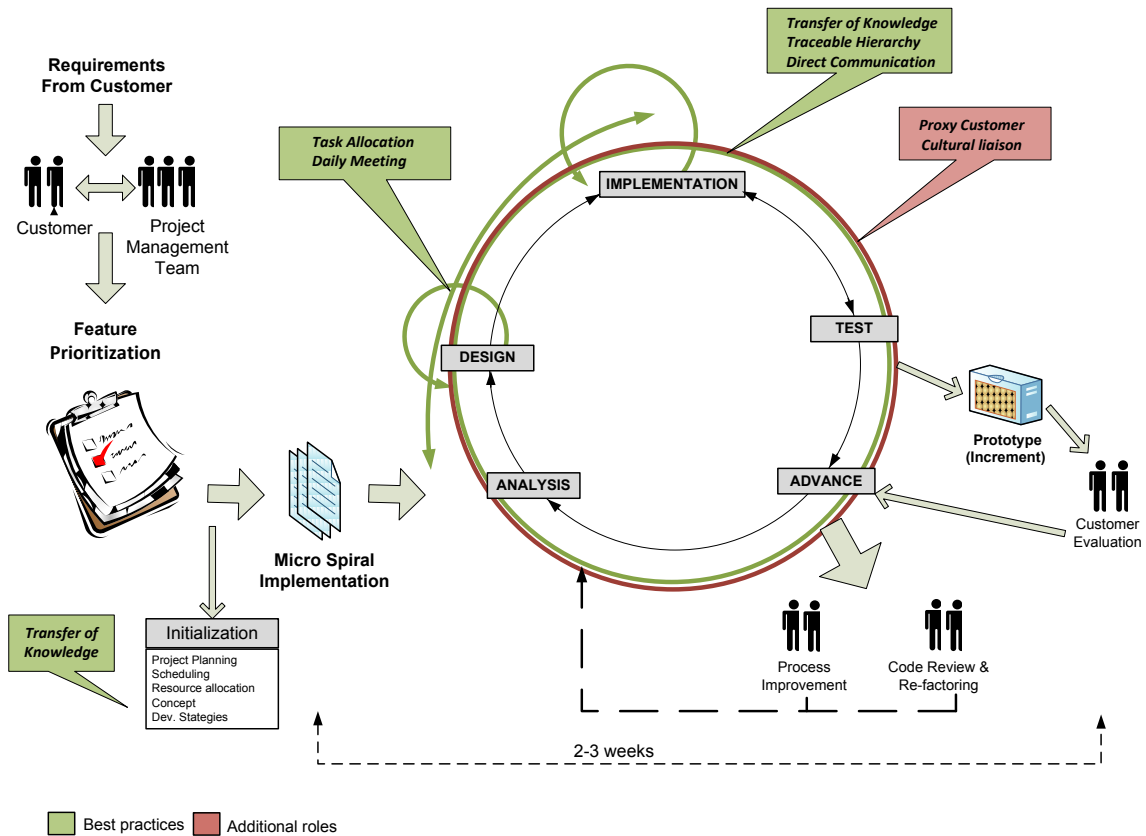 Requirements
From Customer
Customer
Project
Management
Team
Feature
Prioritization
Micro Spiral
Implementation
Transfer of
Knowledge
Initialization
Project Planning
Scheduling
Resource allocation
Concept
Dev. Stategies
Task Allocation
Daily Meeting
Transfer of Knowledge
Traceable Hierarchy
Direct Communication
Proxy Customer
Cultural liaison
IMPLEMENTATION
TEST
DESIGN
ANALYSIS
ADVANCE
Prototype
(Increment)
Customer
Evaluation
Process
Improvement
Code Review &
Re-factoring
2-3 weeks
Best practices
Additional roles